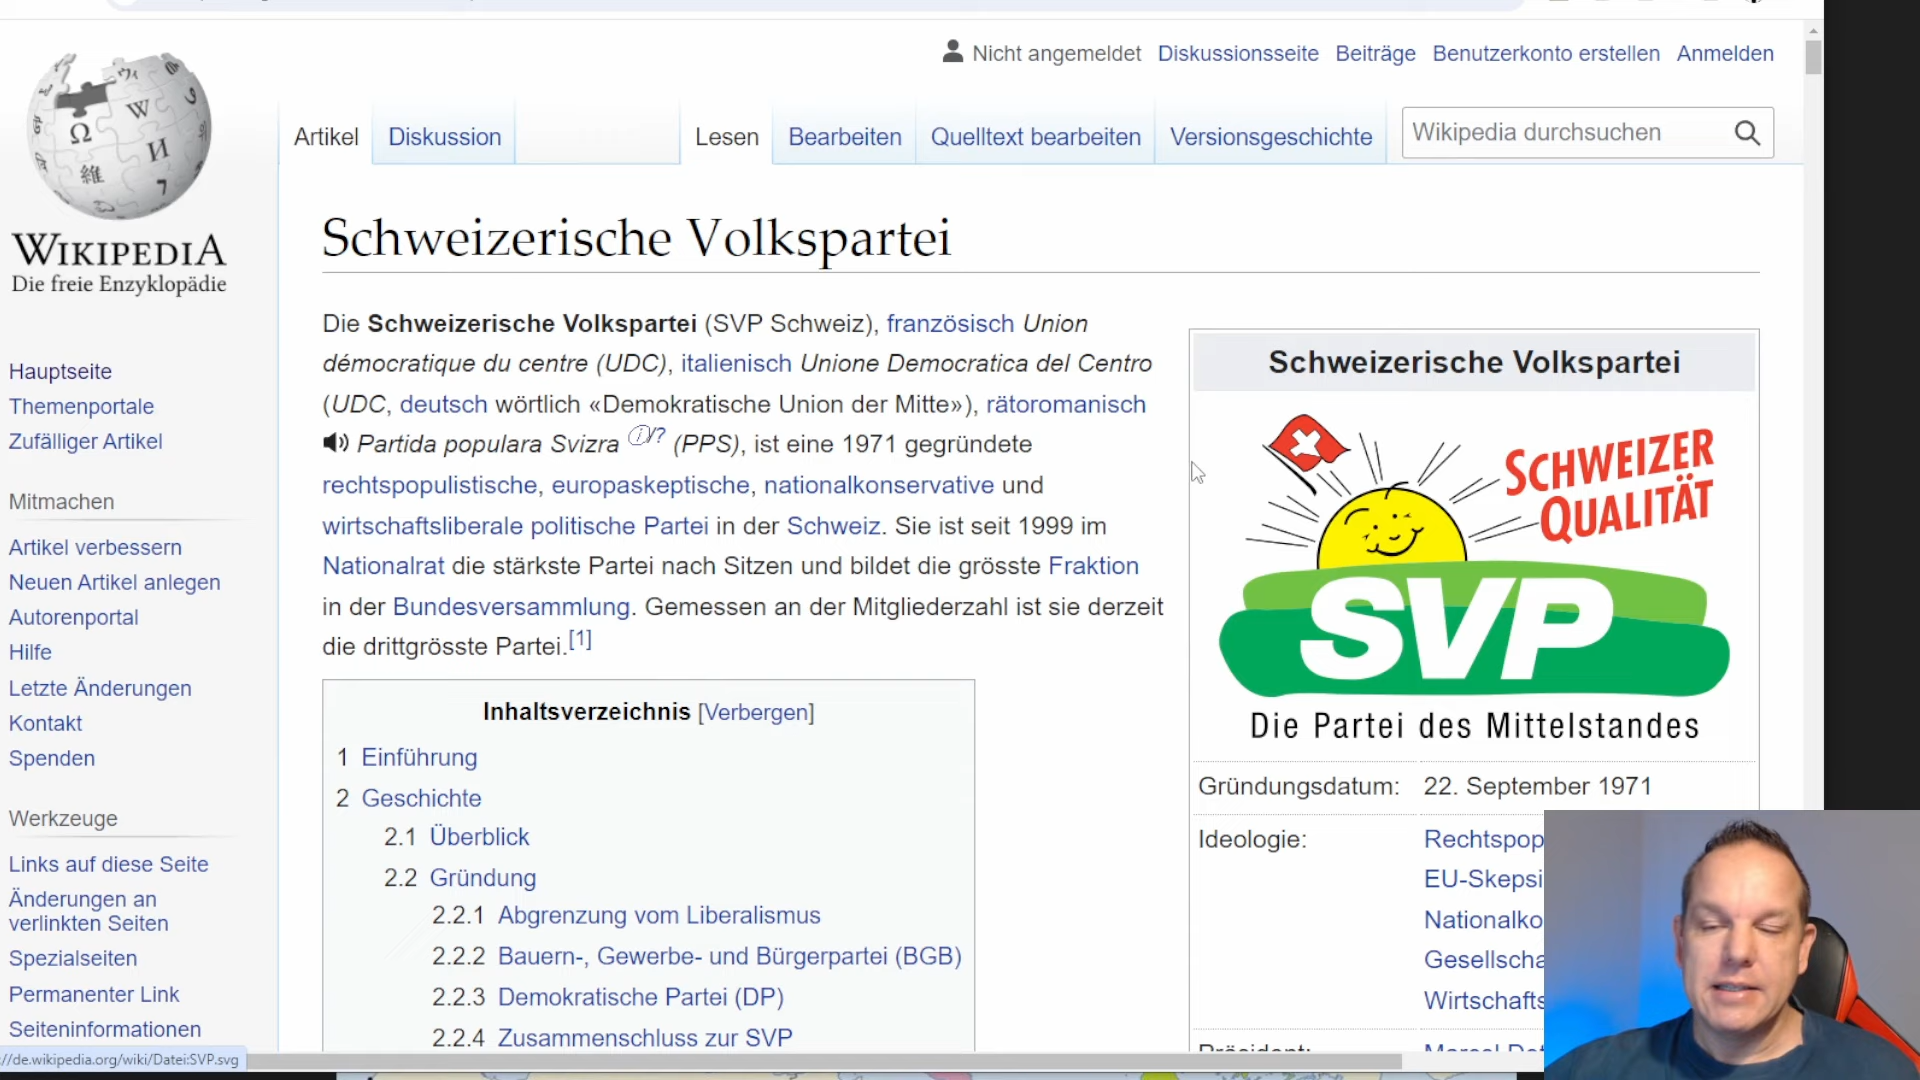 Nicht angemeldet Diskussionsseite Beiträge Benutzerkonto erstellen Anmelden
Artikel Diskussion Lesen Bearbeiten Quelltext bearbeiten Versionsgeschichte Wikipedia durchsuchen
WIKIPEDIA
Die freie Enzyklopädie
Hauptseite
Themenportale
Zufälliger Artikel
Mitmachen
Artikel verbessern
Neuen Artikel anlegen
Autorenportal
Hilfe
Letzte Änderungen
Kontakt
Spenden
Werkzeuge
Links auf diese Seite
Änderungen an
verlinkten Seiten
Spezialseiten
Permanenter Link
Seiteninformationen
//de.wikipedia.org/wiki/Datei:SVP.svg
Schweizerische Volkspartei
Die Schweizerische Volkspartei (SVP Schweiz), französisch Union
démocratique du centre (UDC), italienisch Unione Democratica del Centro
(UDC, deutsch wörtlich «Demokratische Union der Mitte»), rätoromanisch
Partida populara Svizra ⓘ/? (PPS), ist eine 1971 gegründete
rechtspopulistische, europaskeptische, nationalkonservative und
wirtschaftsliberale politische Partei in der Schweiz. Sie ist seit 1999 im
Nationalrat die stärkste Partei nach Sitzen und bildet die grösste Fraktion
in der Bundesversammlung. Gemessen an der Mitgliederzahl ist sie derzeit
die drittgrösste Partei.[1]
Inhaltsverzeichnis [Verbergen]
1 Einführung
2 Geschichte
2.1 Überblick
2.2 Gründung
2.2.1 Abgrenzung vom Liberalismus
2.2.2 Bauern-, Gewerbe- und Bürgerpartei (BGB)
2.2.3 Demokratische Partei (DP)
2.2.4 Zusammenschluss zur SVP
Schweizerische Volkspartei
SCHWEIZER
QUALITÄT
SVP
Die Partei des Mittelstandes
Gründungsdatum: 22. September 1971
Ideologie: Rechtspop
EU-Skepsi
Nationalko
Gesellscha
Wirtschafts